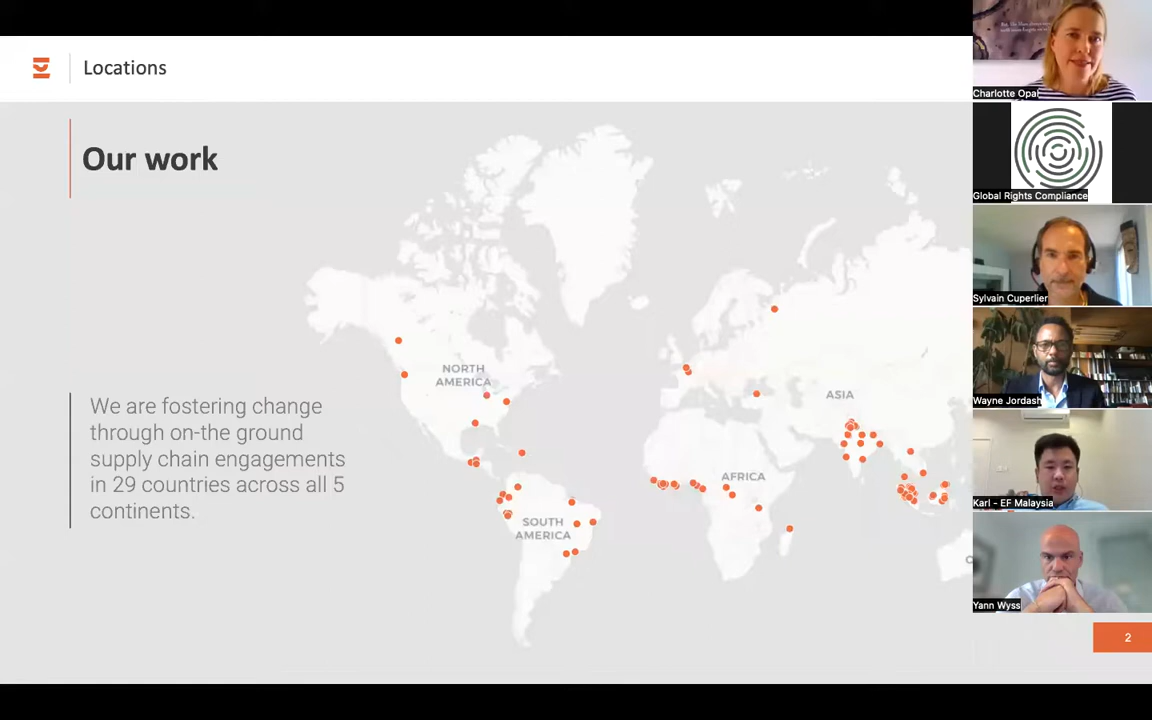 Locations
Our work
We are fostering change
through on-the ground
supply chain engagements
in 29 countries across all 5
continents.
NORTH
AMERICA
SOUTH
AMERICA
AFRICA
ASIA
Charlotte Opal
Global Rights Compliance
Sylvain Cuperlier
Wayne Jordash
Karl - EF Malaysia
Yann Wyss
2